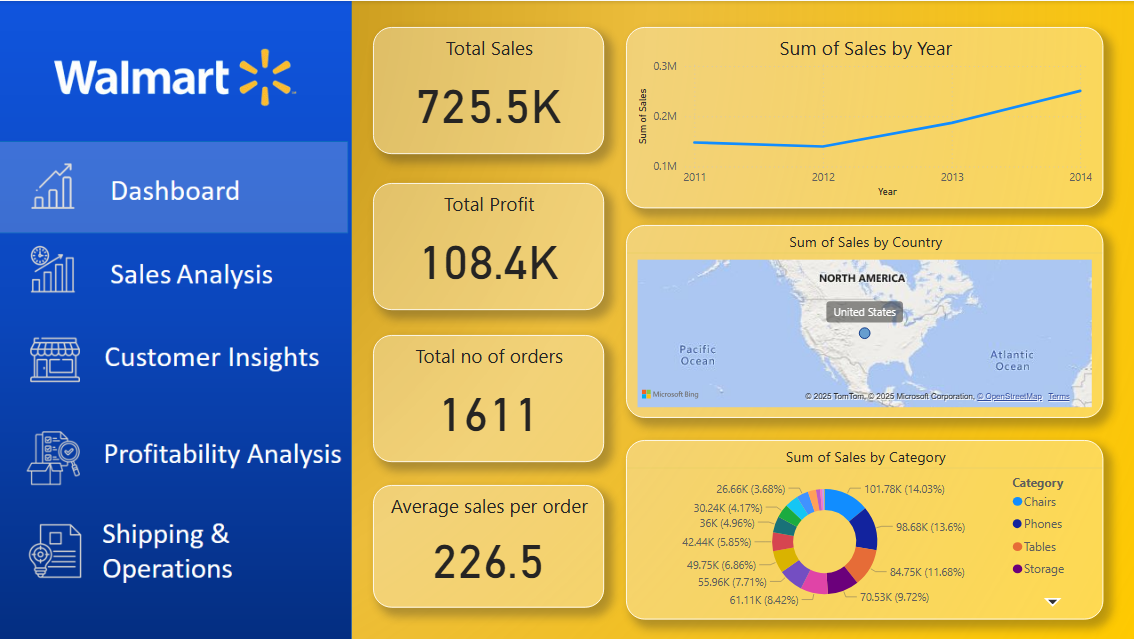 Walmart
Dashboard
Sales Analysis
Customer Insights
Profitability Analysis
Shipping &
Operations
Total Sales
725.5K
Total Profit
108.4K
Total no of orders
1611
Average sales per order
226.5
Sum of Sales by Year
Sum of Sales
0.3M
0.2M
0.1M
2011
2012
2013
2014
Year
Sum of Sales by Country
NORTH AMERICA
United States
Pacific
Ocean
Atlantic
Ocean
Microsoft Bing
© 2025 TomTom, © 2025 Microsoft Corporation, © OpenStreetMap Terms
Sum of Sales by Category
26.66K (3.68%)
30.24K (4.17%)
36K (4.96%)
42.44K (5.85%)
49.75K (6.86%)
55.96K (7.71%)
61.11K (8.42%)
101.78K (14.03%)
98.68K (13.6%)
84.75K (11.68%)
70.53K (9.72%)
Category
Chairs
Phones
Tables
Storage